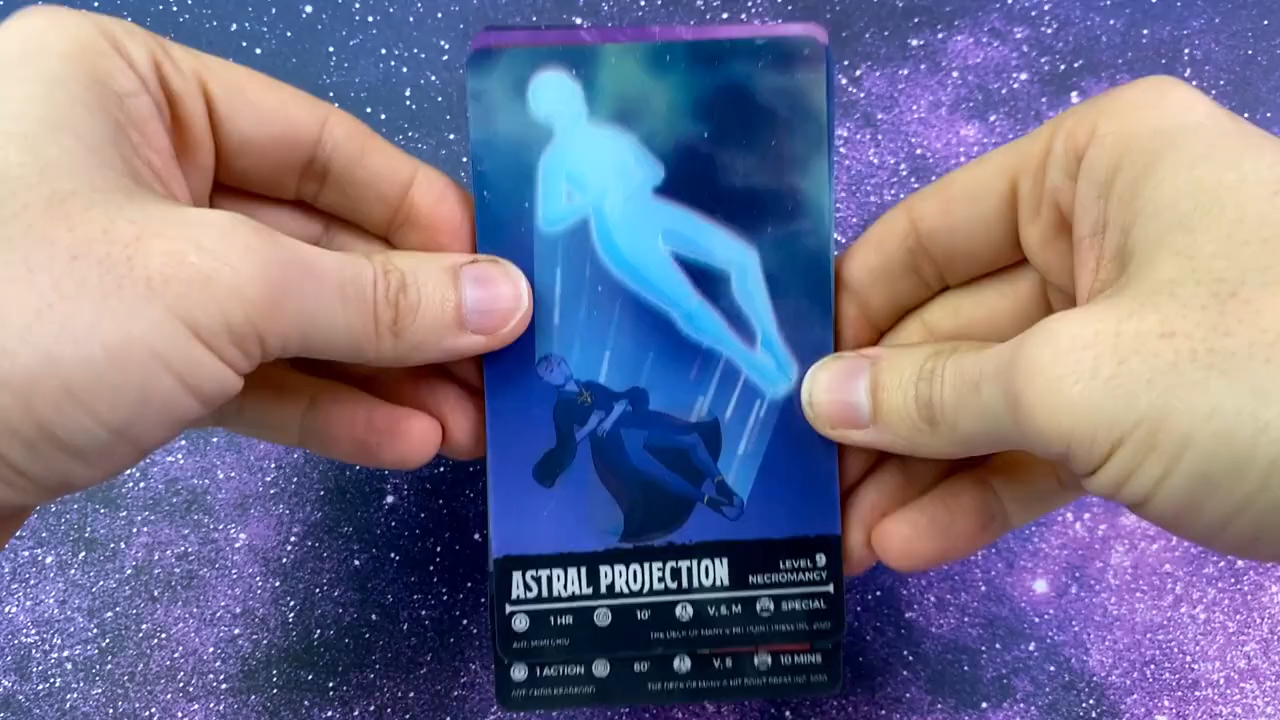 ASTRAL PROJECTION
LEVEL 9
NECROMANCY
1 HR 10' V, S, M SPECIAL
THE DECK OF MANY © HIT POINT PRESS INC. 2020
1 ACTION 60' V, S 10 MINS
THE DECK OF MANY © HIT POINT PRESS INC. 2020